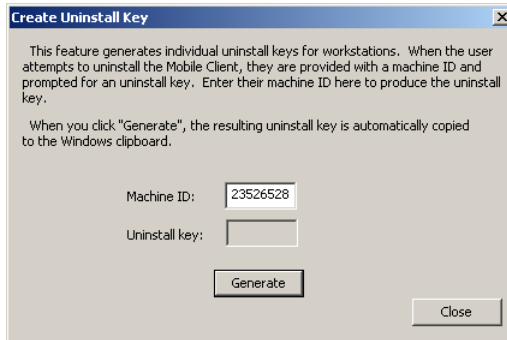 Create Uninstall Key
This feature generates individual uninstall keys for workstations. When the user
attempts to uninstall the Mobile Client, they are provided with a machine ID and
prompted for an uninstall key. Enter their machine ID here to produce the uninstall
key.
When you click "Generate", the resulting uninstall key is automatically copied
to the Windows clipboard.
Machine ID: 23526528
Uninstall key:
Generate
Close